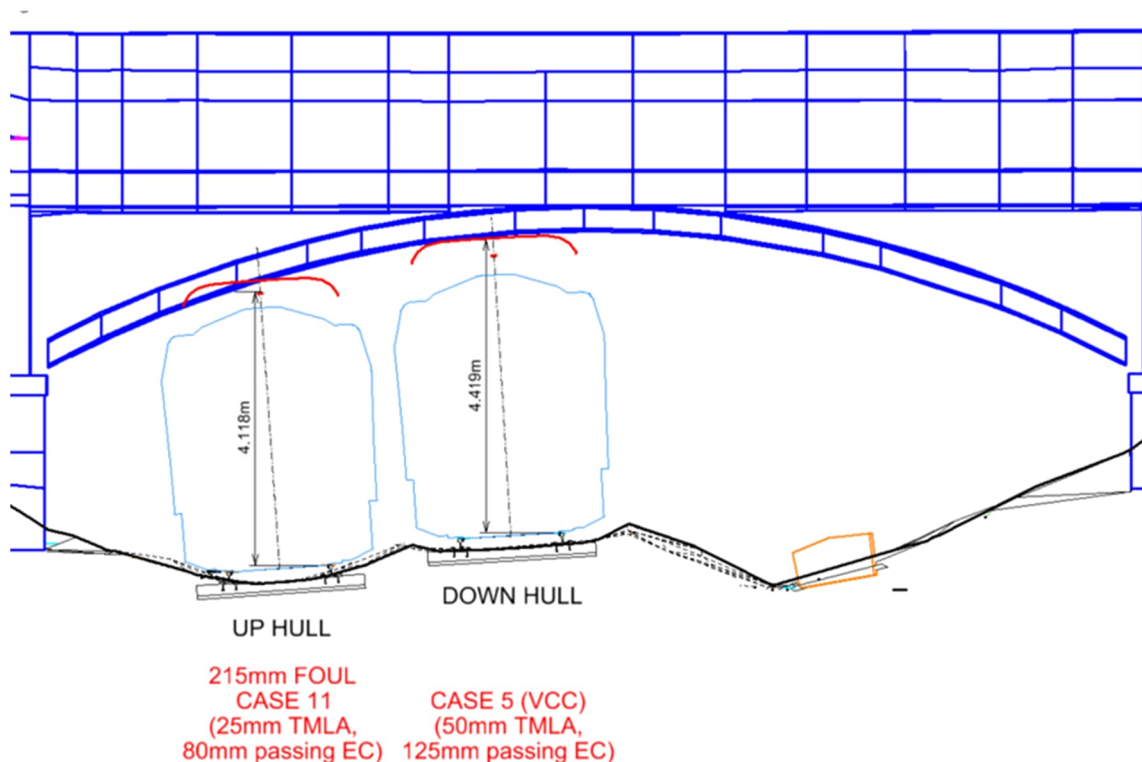 4.118m
4.419m
DOWN HULL
UP HULL
215mm FOUL
CASE 11
(25mm TMLA,
80mm passing EC)
CASE 5 (VCC)
(50mm TMLA,
125mm passing EC)